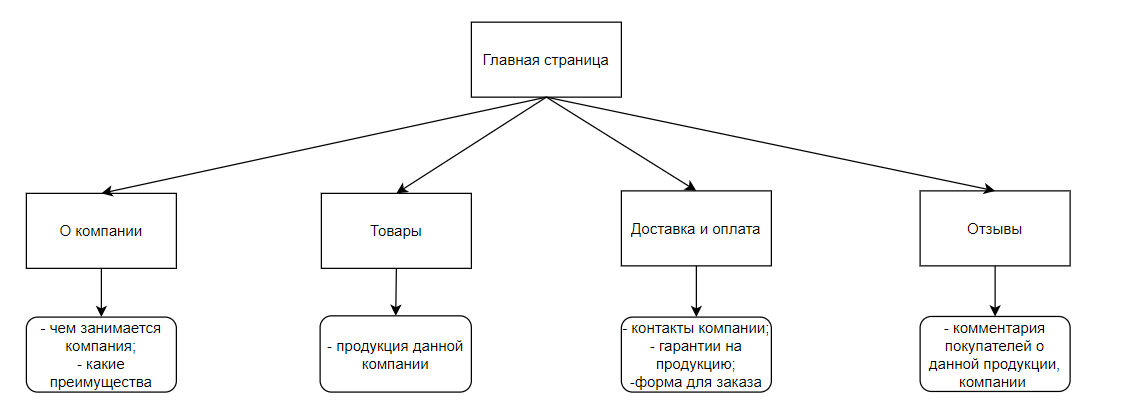 Главная страница
О компании
Товары
Доставка и оплата
Отзывы
- чем занимается
компания;
- какие
преимущества
- продукция данной
компании
- контакты компании;
- гарантии на
продукцию;
-форма для заказа
- комментария
покупателей о
данной продукции,
компании